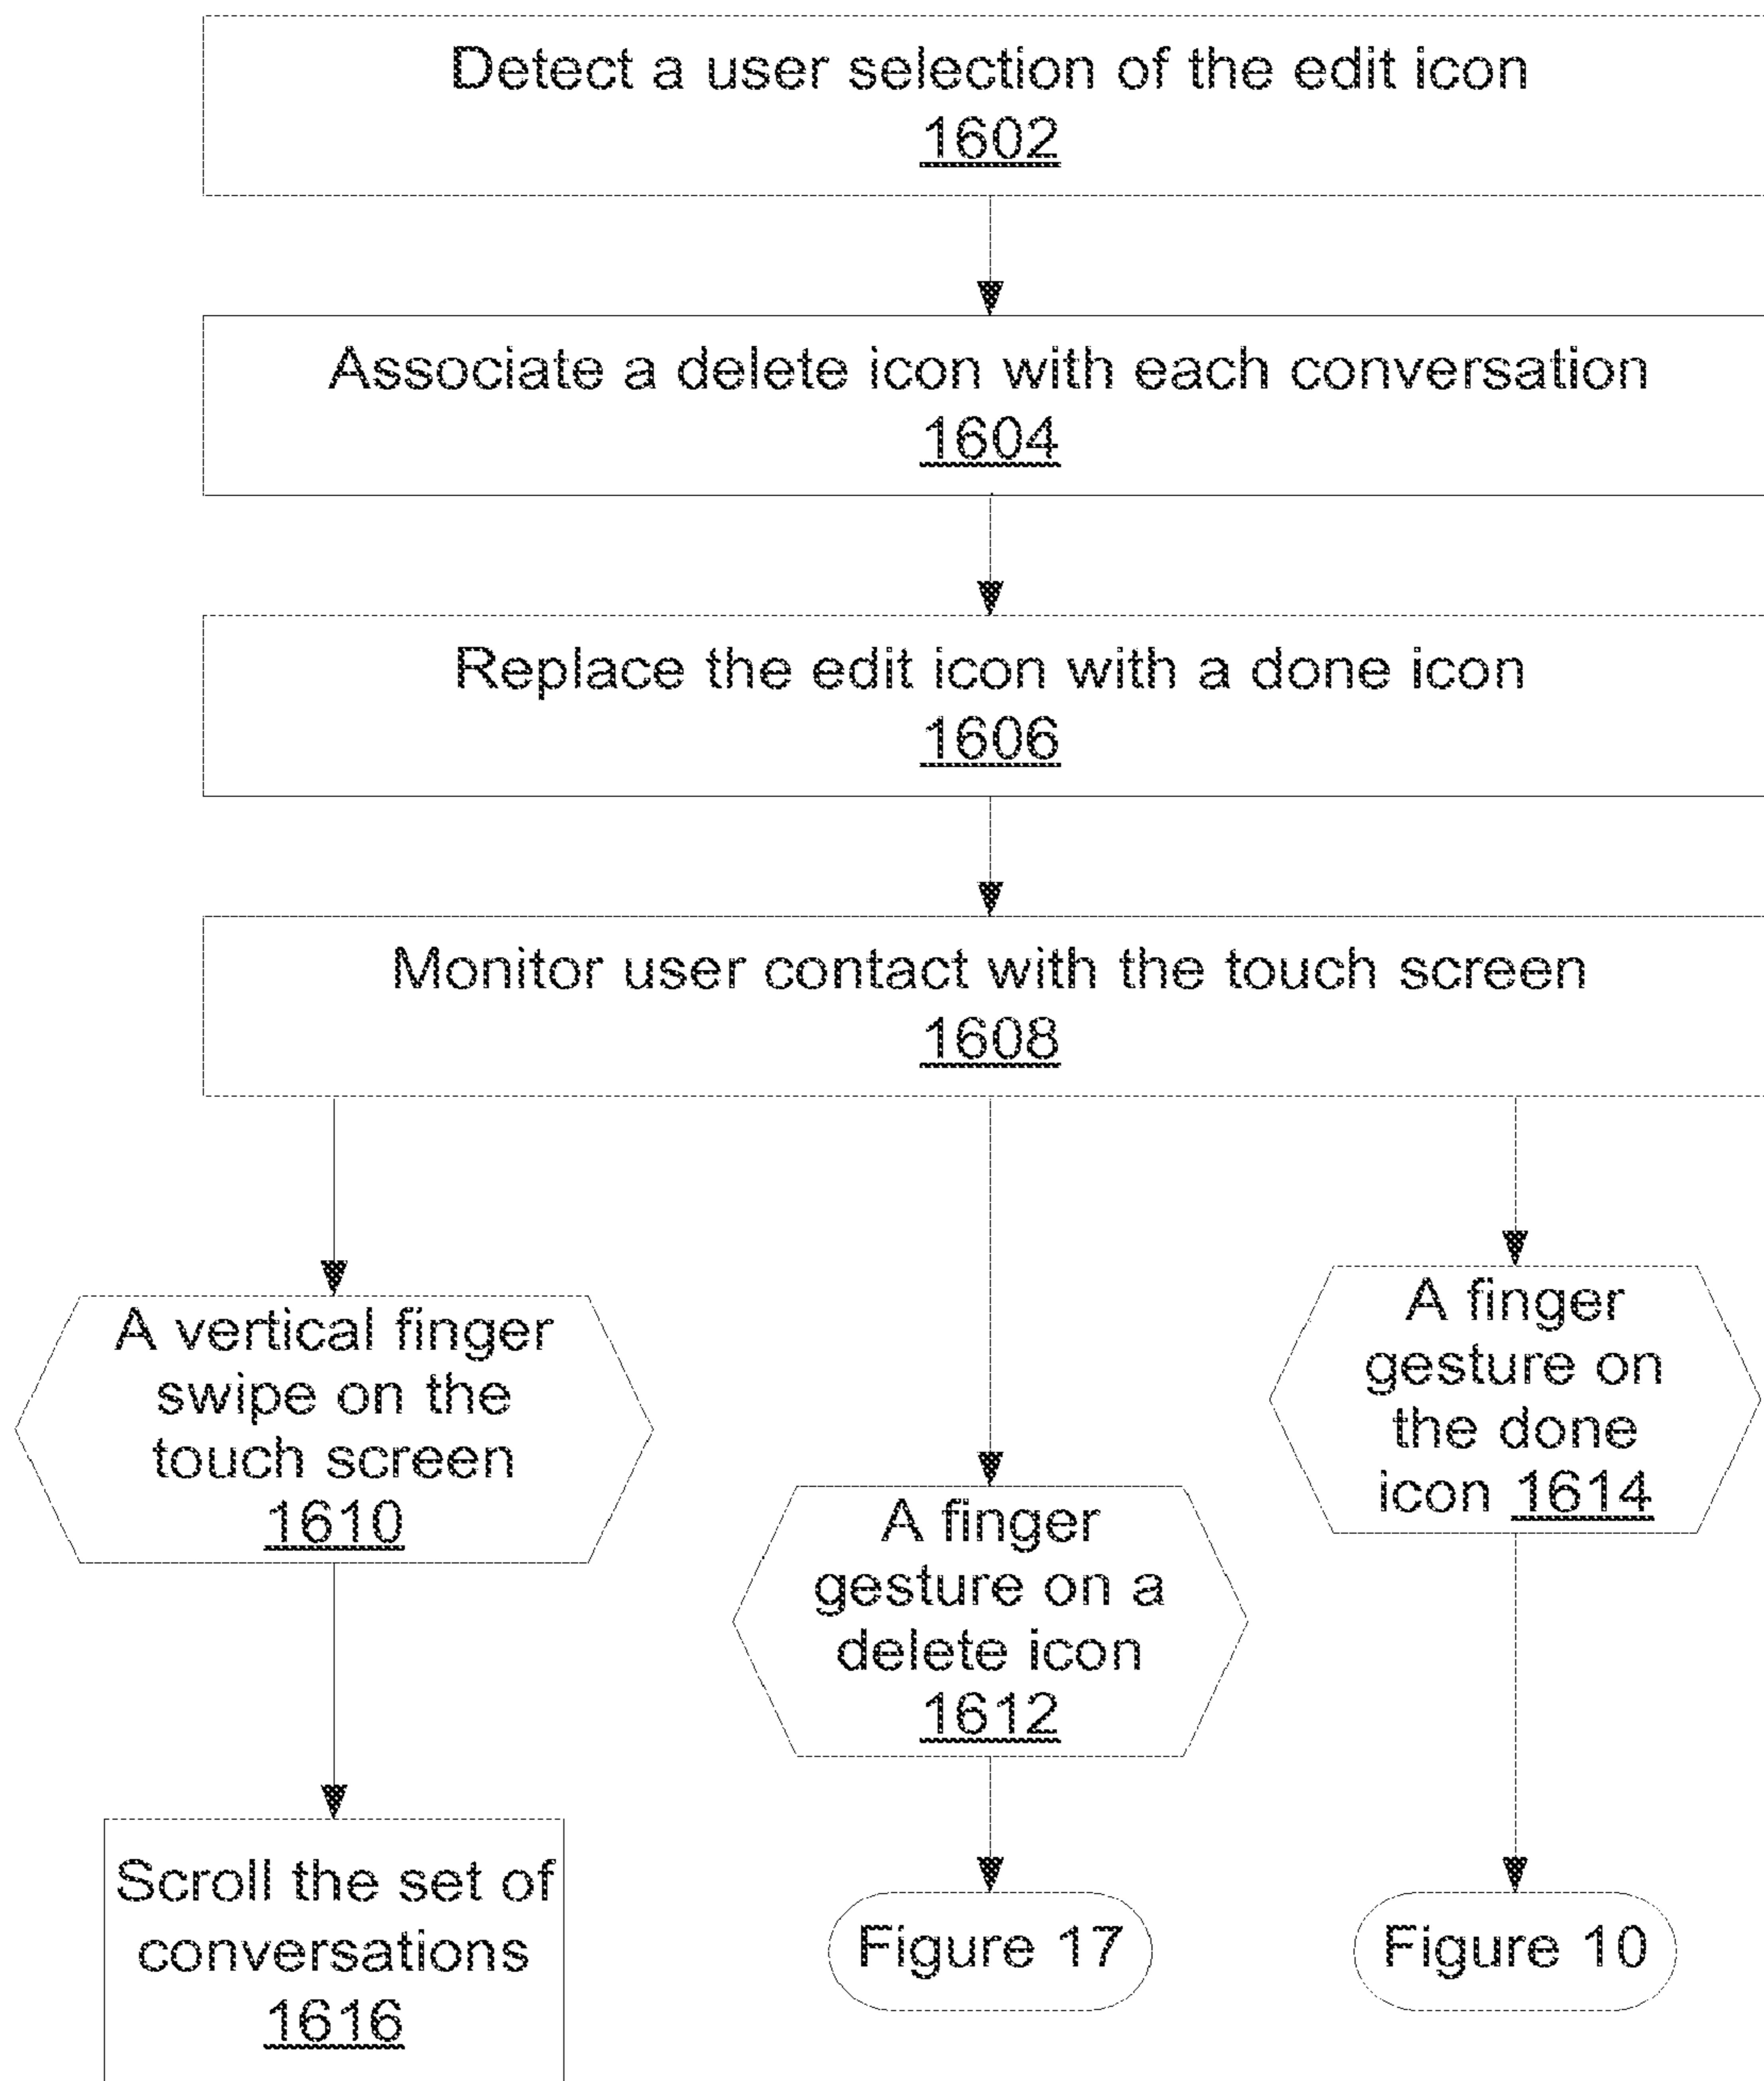 Detect a user selection of the edit icon
1602
Associate a delete icon with each conversation
1604
Replace the edit icon with a done icon
1606
Monitor user contact with the touch screen
1608
A vertical finger
swipe on the
touch screen
1610
A finger
gesture on a
delete icon
1612
A finger
gesture on
the done
icon 1614
Scroll the set of
conversations
1616
Figure 17
Figure 10